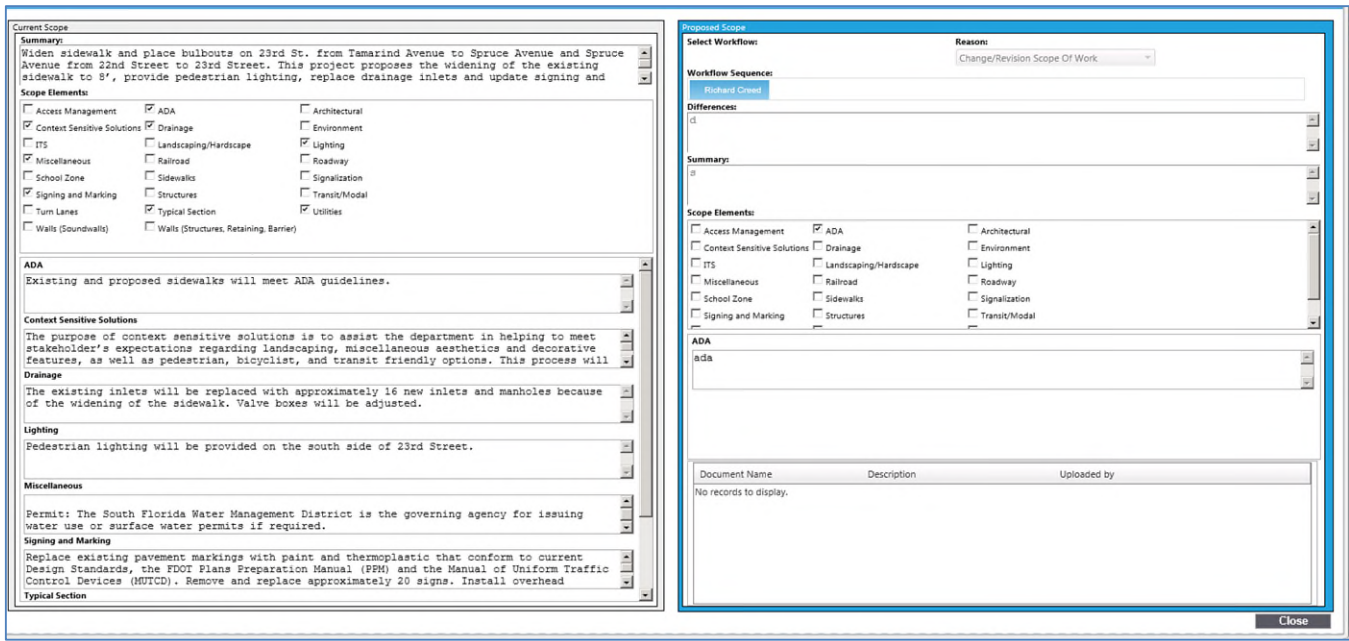 Current Scope
Summary:
Widen sidewalk and place bulbouts on 23rd St. from Tamarind Avenue to Spruce Avenue and Spruce
Avenue from 22nd Street to 23rd Street. This project proposes the widening of the existing
sidewalk to 8’, provide pedestrian lighting, replace drainage inlets and update signing and
Scope Elements:
Access Management ADA Architectural
Context Sensitive Solutions Drainage Environment
ITS Landscaping/Hardscape Lighting
Miscellaneous Railroad Roadway
School Zone Sidewalks Signalization
Signing and Marking Structures Transit/Modal
Turn Lanes Typical Section Utilities
Walls (Soundwalls) Walls (Structures, Retaining, Barrier)
ADA
Existing and proposed sidewalks will meet ADA guidelines.
Context Sensitive Solutions
The purpose of context sensitive solutions is to assist the department in helping to meet
stakeholder’s expectations regarding landscaping, miscellaneous aesthetics and decorative
features, as well as pedestrian, bicyclist, and transit friendly options. This process will
Drainage
The existing inlets will be replaced with approximately 16 new inlets and manholes because
of the widening of the sidewalk. Valve boxes will be adjusted.
Lighting
Pedestrian lighting will be provided on the south side of 23rd Street.
Miscellaneous
Permit: The South Florida Water Management District is the governing agency for issuing
water use or surface water permits if required.
Signing and Marking
Replace existing pavement markings with paint and thermoplastic that conform to current
Design Standards, the FDOT Plans Preparation Manual (PPM) and the Manual of Uniform Traffic
Control Devices (MUTCD). Remove and replace approximately 20 signs. Install overhead
Typical Section
Proposed Scope
Select Workflow: Reason:
Change/Revision Scope Of Work
Workflow Sequence:
Richard Creed
Differences:
d
Summary:
s
Scope Elements:
Access Management ADA Architectural
Context Sensitive Solutions Drainage Environment
ITS Landscaping/Hardscape Lighting
Miscellaneous Railroad Roadway
School Zone Sidewalks Signalization
Signing and Marking Structures Transit/Modal
ADA
ada
Document Name Description Uploaded by
No records to display.
Close